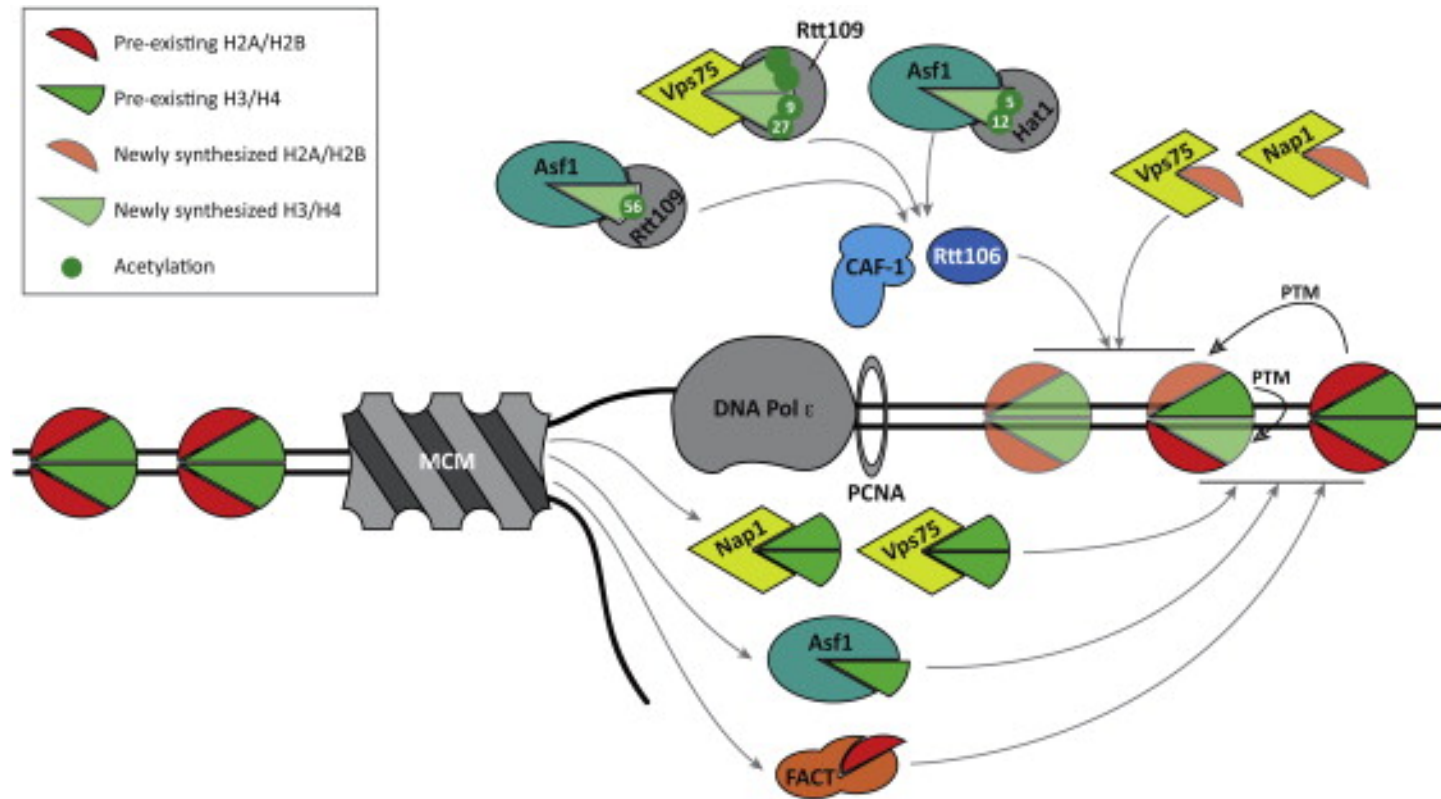 Pre-existing H2A/H2B
Pre-existing H3/H4
Newly synthesized H2A/H2B
Newly synthesized H3/H4
Acetylation
Rtt109
Vps75
9
27
Asf1
5
12
Hat1
Asf1
56
Rtt109
Vps75
Nap1
CAF-1
Rtt106
PTM
PTM
DNA Pol ε
MCM
PCNA
Nap1
Vps75
Asf1
FACT